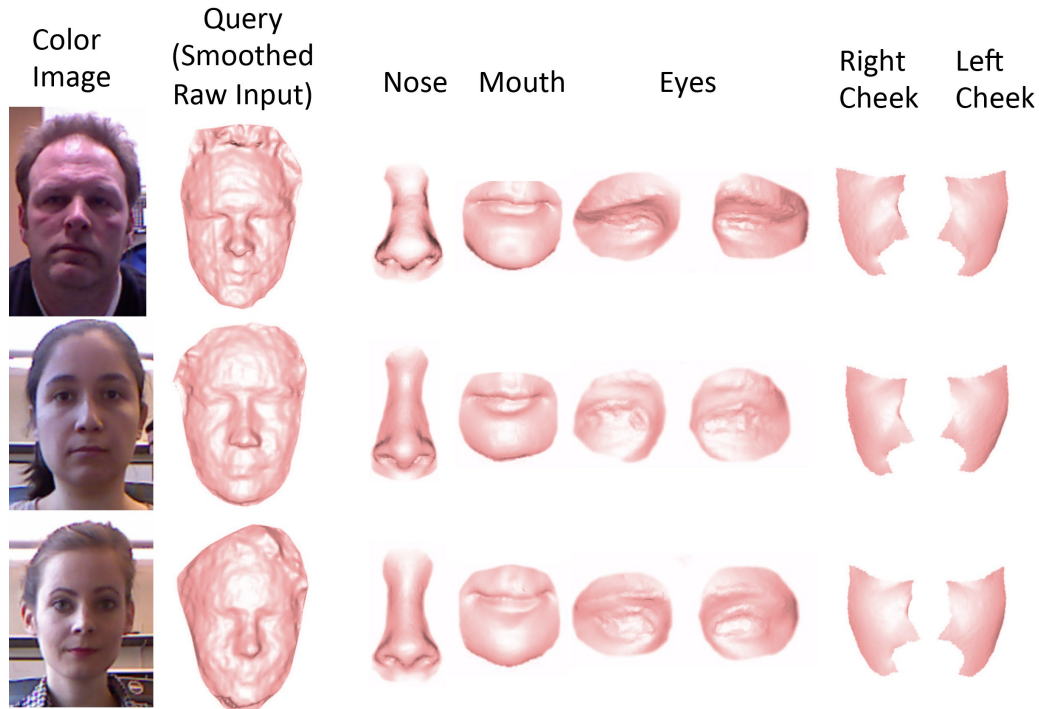 Color
Image
Query
(Smoothed
Raw Input)
Nose
Mouth
Eyes
Right
Cheek
Left
Cheek